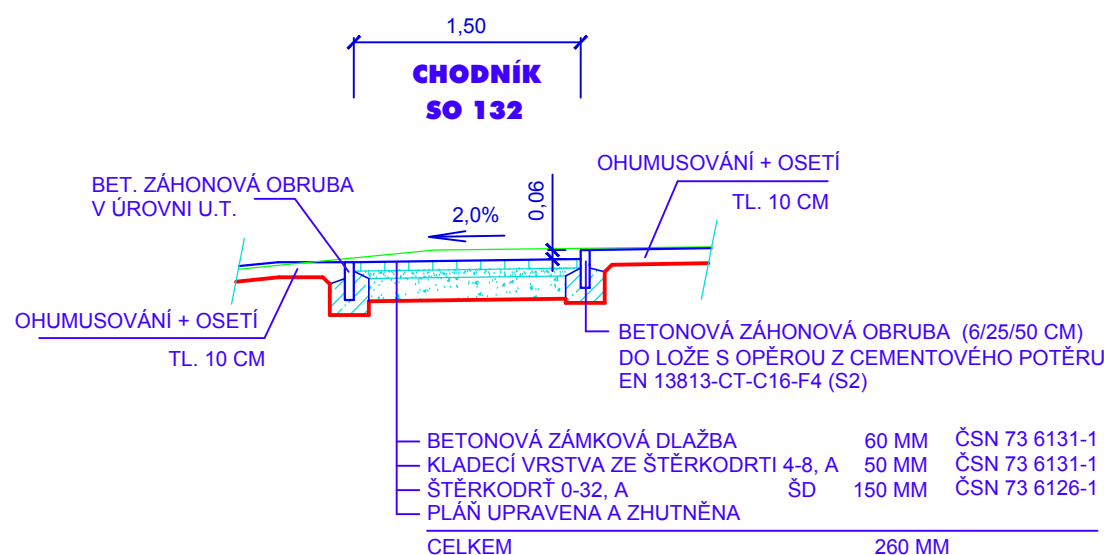 1,50
CHODNÍK
SO 132
OHUMUSOVÁNÍ + OSETÍ
TL. 10 CM
BET. ZÁHONOVÁ OBRUBA
V ÚROVNI U.T.
2,0%
0,06
OHUMUSOVÁNÍ + OSETÍ
TL. 10 CM
BETONOVÁ ZÁHONOVÁ OBRUBA (6/25/50 CM)
DO LOŽE S OPĚROU Z CEMENTOVÉHO POTĚRU
EN 13813-CT-C16-F4 (S2)
BETONOVÁ ZÁMKOVÁ DLAŽBA 60 MM ČSN 73 6131-1
KLADECÍ VRSTVA ZE ŠTĚRKODRTI 4-8, A 50 MM ČSN 73 6131-1
ŠTĚRKODRŤ 0-32, A ŠD 150 MM ČSN 73 6126-1
PLÁŇ UPRAVENA A ZHUTNĚNA
CELKEM 260 MM